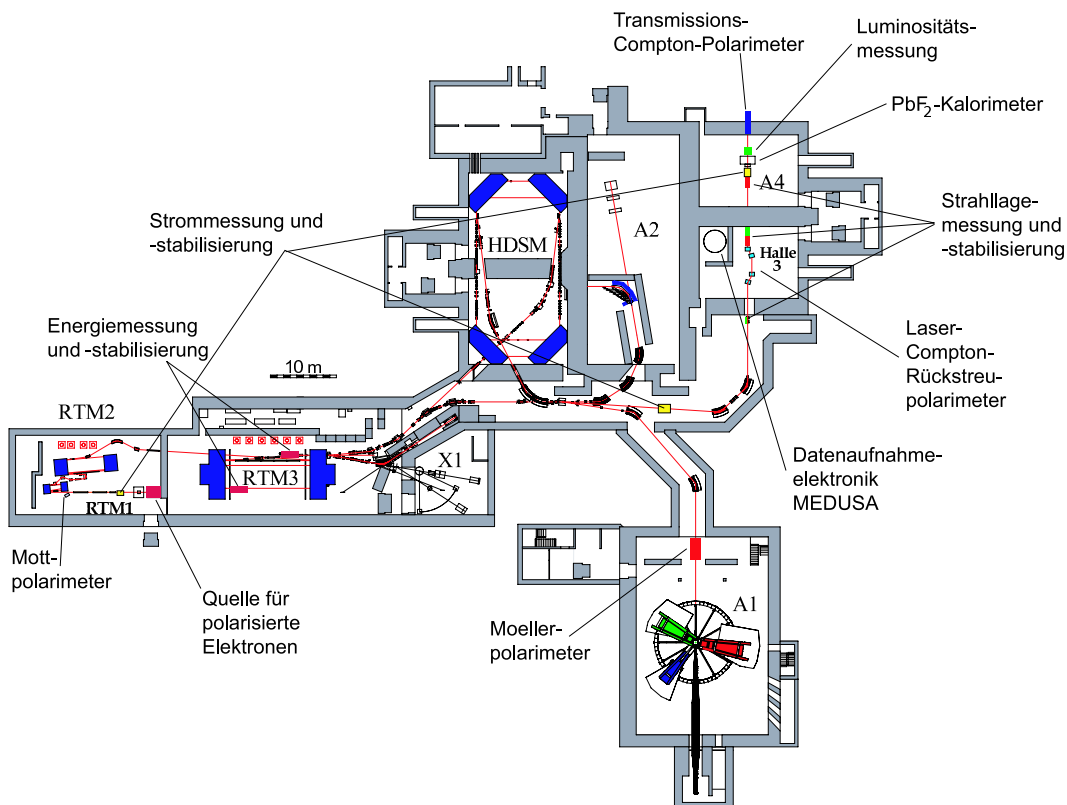 Transmissions-
Compton-Polarimeter
Luminositäts-
messung
PbF2-Kalorimeter
A4
Strommessung und
-stabilisierung
HDSM
A2
Strahllage-
messung und
-stabilisierung
Halle
3
Energiemessung
und -stabilisierung
10 m
Laser-
Compton-
Rückstreu-
polarimeter
RTM2
X1
RTM3
RTM1
Datenaufnahme-
elektronik
MEDUSA
Mott-
polarimeter
Quelle für
polarisierte
Elektronen
A1
Moeller-
polarimeter